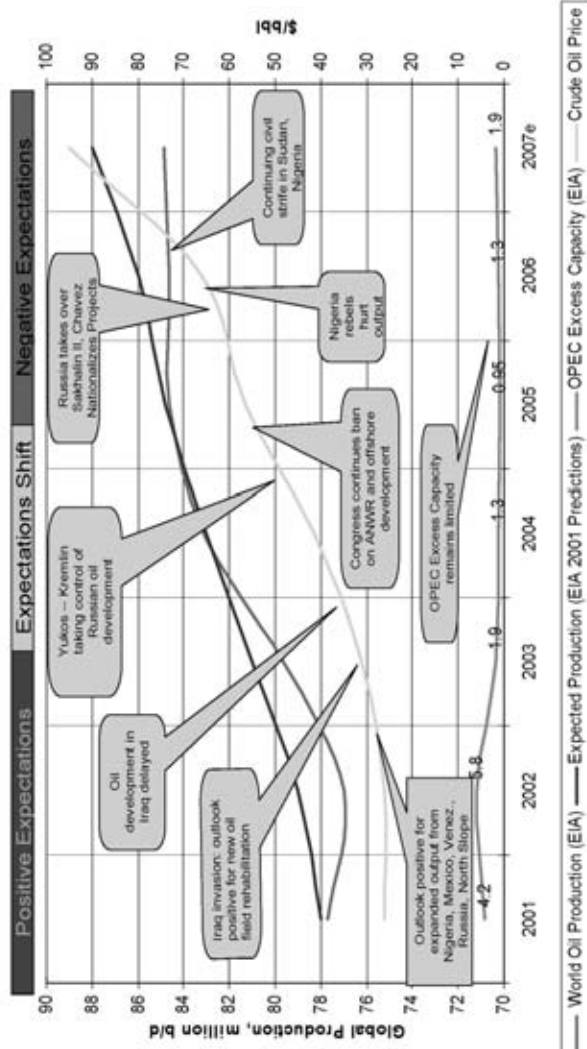 Positive Expectations
Expectations Shift
Negative Expectations
Global Production, million b/d
90
88
86
84
82
80
78
76
74
72
70
$/bbl
100
90
80
70
60
50
40
30
20
10
0
Yukos – Kremlin
taking control of
Russian oil
development
Russia takes over
Sakhalin II, Chavez
Nationalizes Projects
Oil
development in
Iraq delayed
Iraq invasion: outlook
positive for new oil
field rehabilitation
Continuing civil
strife in Sudan,
Nigeria
Nigeria
rebels
hurt
output
Congress continues ban
on ANWR and offshore
development
OPEC Excess Capacity
remains limited
Outlook positive for
expanded output from
Nigeria, Mexico, Venez.,
Russia, North Slope
4.2
5.8
1.9
1.3
0.95
1.3
1.9
2001
2002
2003
2004
2005
2006
2007e
World Oil Production (EIA)
Expected Production (EIA 2001 Predictions)
OPEC Excess Capacity (EIA)
Crude Oil Price